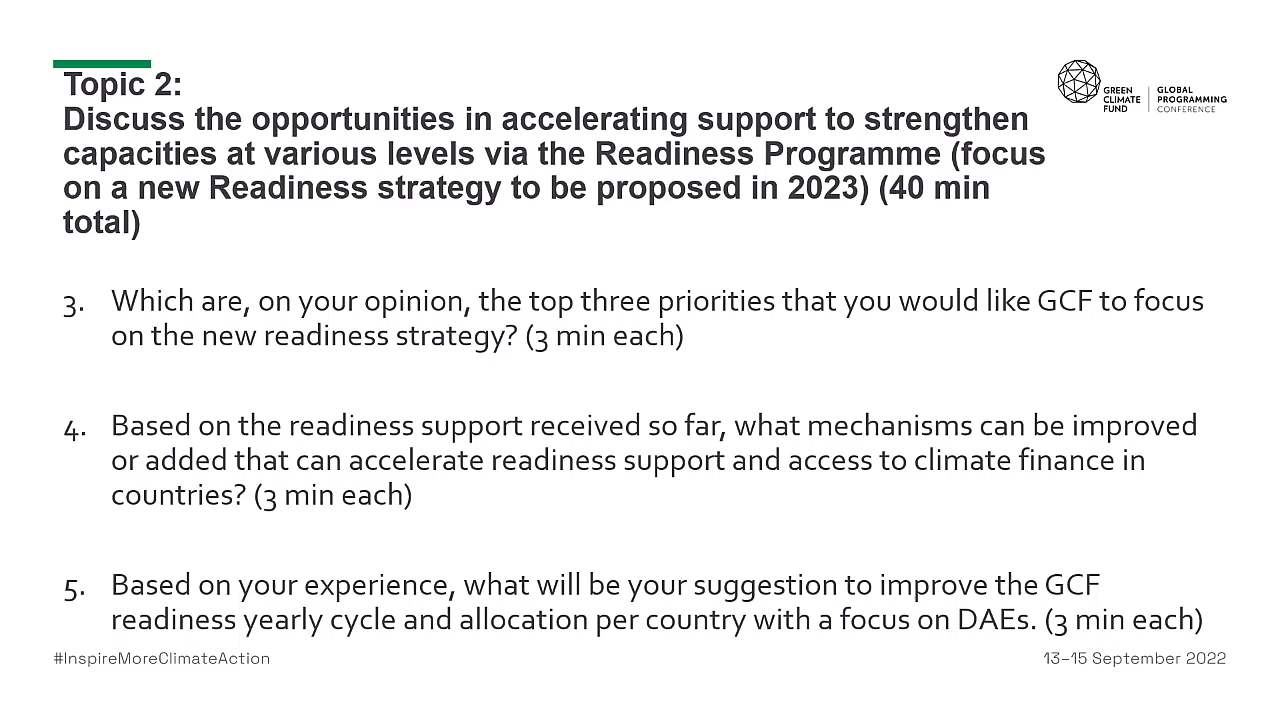 Topic 2:
Discuss the opportunities in accelerating support to strengthen
capacities at various levels via the Readiness Programme (focus
on a new Readiness strategy to be proposed in 2023) (40 min
total)
GREEN
CLIMATE
FUND
GLOBAL
PROGRAMMING
CONFERENCE
3. Which are, on your opinion, the top three priorities that you would like GCF to focus
on the new readiness strategy? (3 min each)
4. Based on the readiness support received so far, what mechanisms can be improved
or added that can accelerate readiness support and access to climate finance in
countries? (3 min each)
5. Based on your experience, what will be your suggestion to improve the GCF
readiness yearly cycle and allocation per country with a focus on DAEs. (3 min each)
#InspireMoreClimateAction
13–15 September 2022